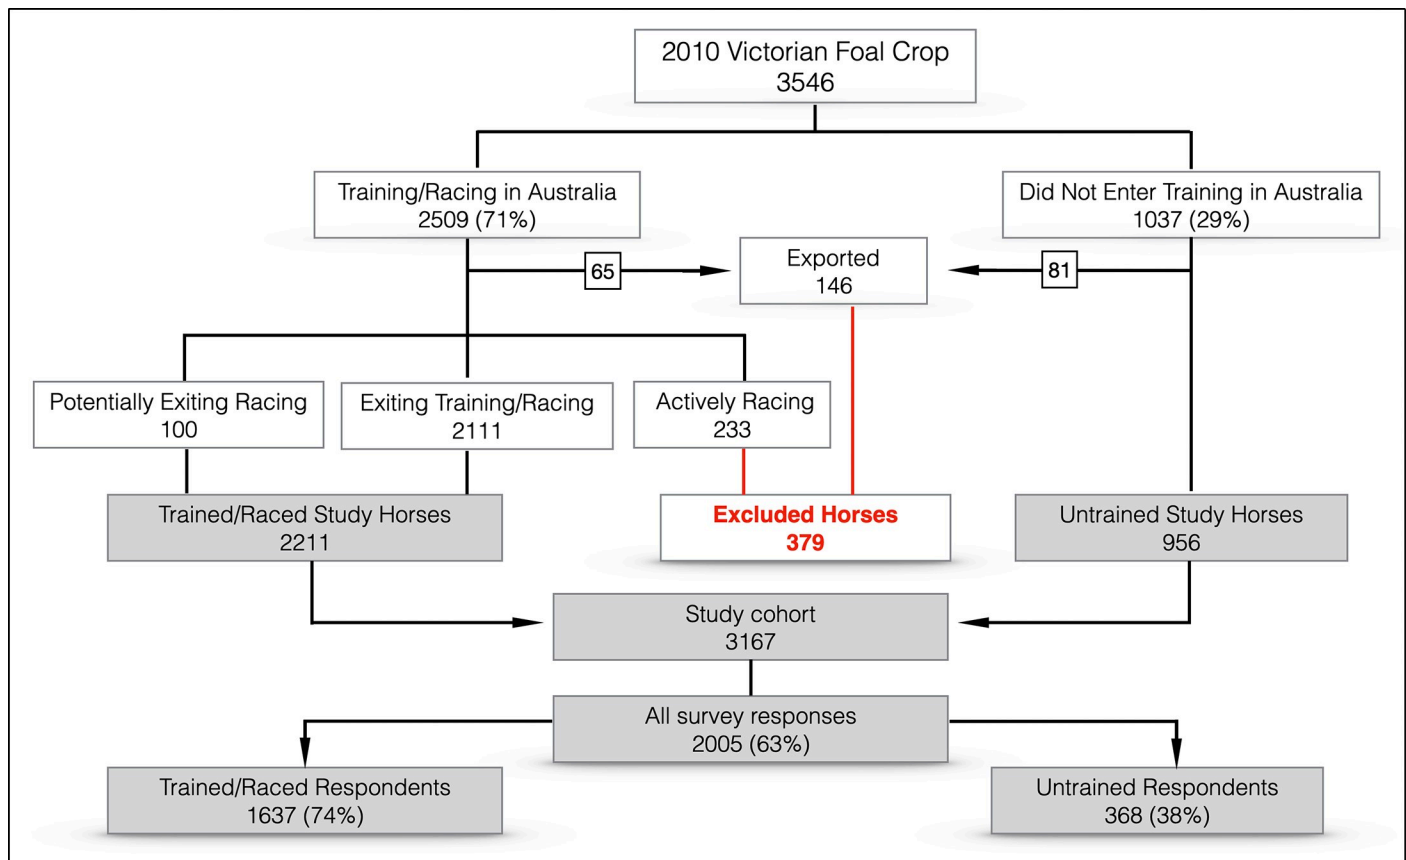 2010 Victorian Foal Crop
3546
Training/Racing in Australia
2509 (71%)
Did Not Enter Training in Australia
1037 (29%)
65
Exported
146
81
Potentially Exiting Racing
100
Exiting Training/Racing
2111
Actively Racing
233
Trained/Raced Study Horses
2211
Excluded Horses
379
Untrained Study Horses
956
Study cohort
3167
All survey responses
2005 (63%)
Trained/Raced Respondents
1637 (74%)
Untrained Respondents
368 (38%)